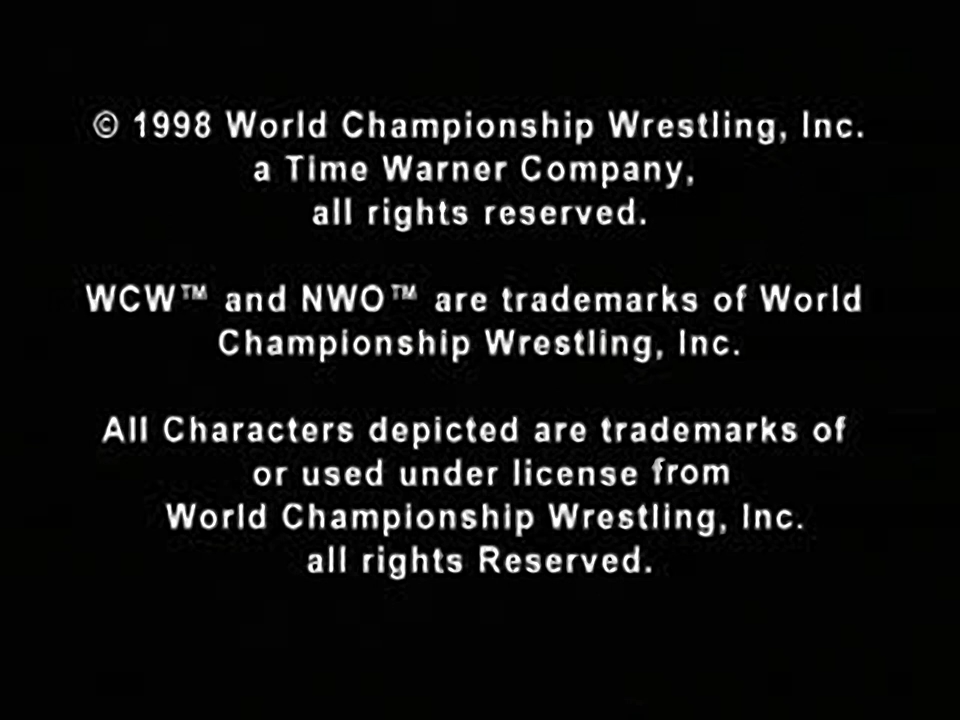 © 1998 World Championship Wrestling, Inc.
a Time Warner Company,
all rights reserved.
WCW™ and NWO™ are trademarks of World
Championship Wrestling, Inc.
All Characters depicted are trademarks of
or used under license from
World Championship Wrestling, Inc.
all rights Reserved.